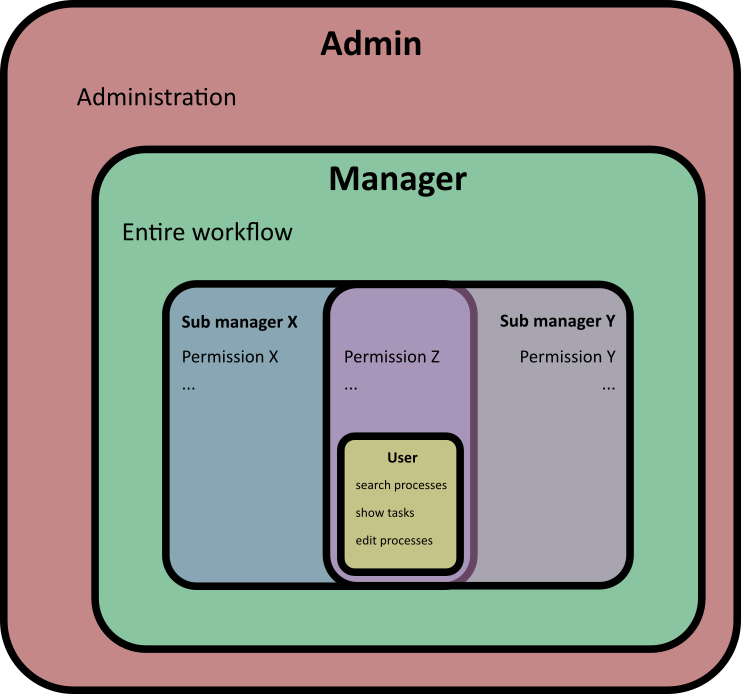 Admin
Administration
Manager
Entire workflow
Sub manager X
Permission X
...
Permission Z
...
Sub manager Y
Permission Y
...
User
search processes
show tasks
edit processes